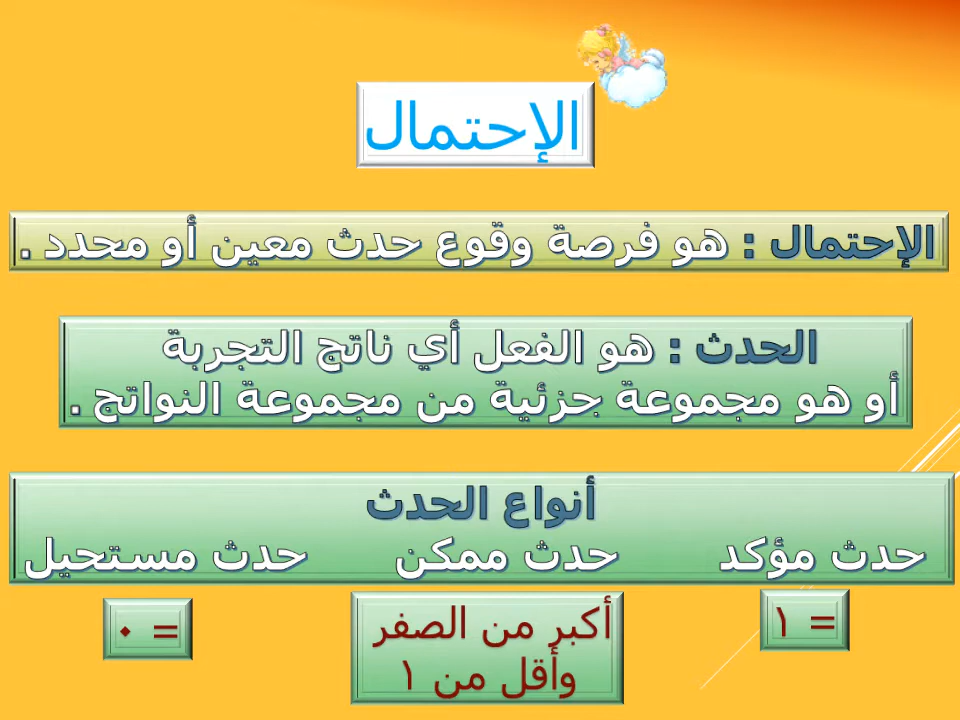 الإحتمال
الإحتمال : هو فرصة وقوع حدث معين أو محدد .
الحدث : هو الفعل أي ناتج التجربة
أو هو مجموعة جزئية من مجموعة النواتج .
أنواع الحدث
حدث مؤكد حدث ممكن حدث مستحيل
= ١
أكبر من الصفر
وأقل من ١
= ٠